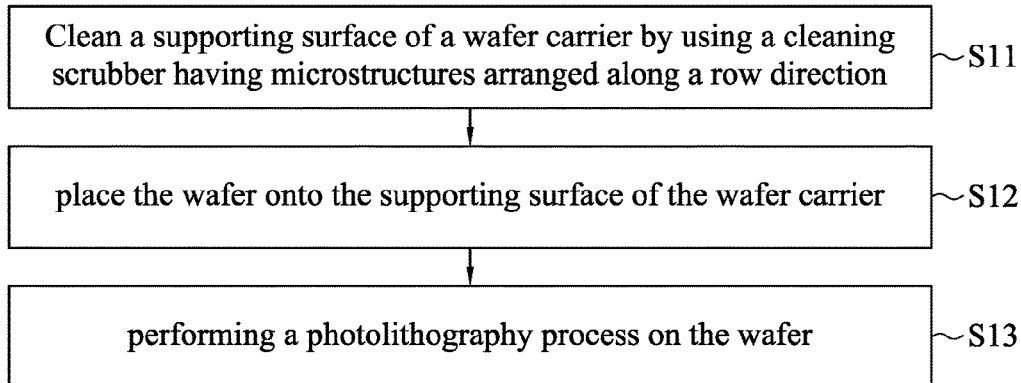 Clean a supporting surface of a wafer carrier by using a cleaning
scrubber having microstructures arranged along a row direction
S11
place the wafer onto the supporting surface of the wafer carrier
S12
performing a photolithography process on the wafer
S13